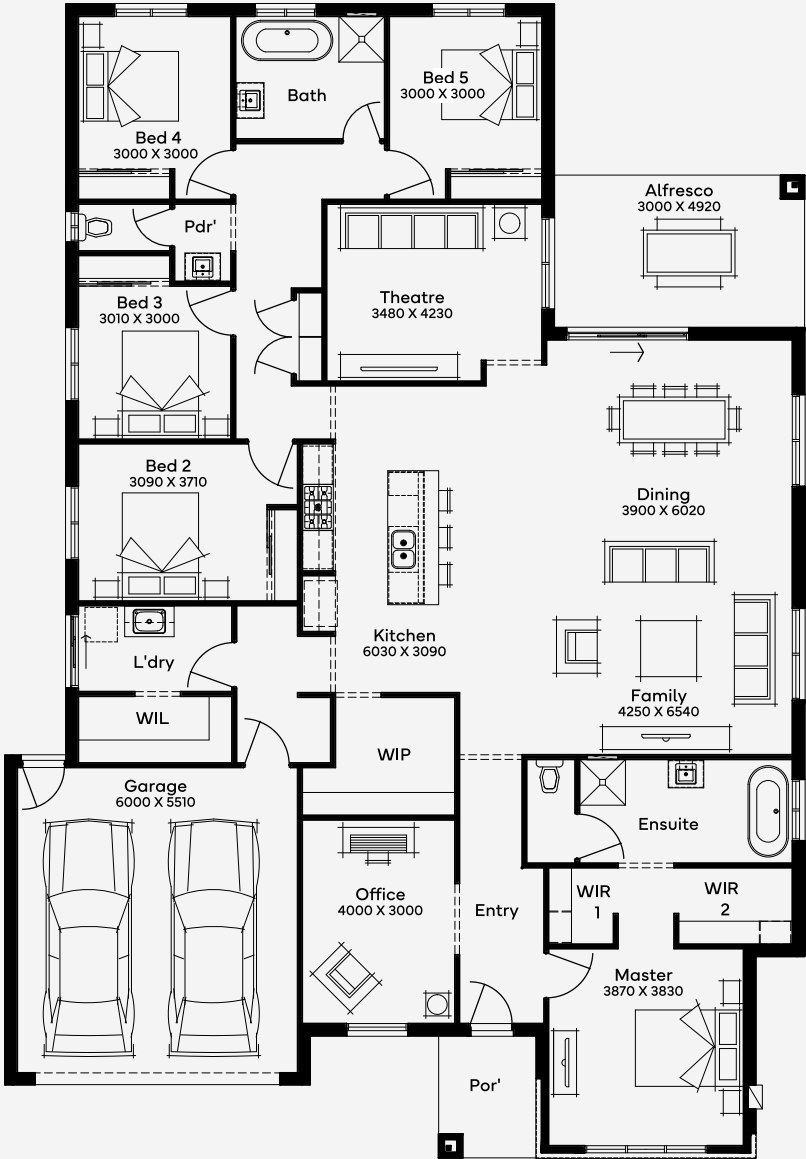 Bath
Bed 5
3000 X 3000
Bed 4
3000 X 3000
Alfresco
3000 X 4920
Pdr'
Theatre
3480 X 4230
Bed 3
3010 X 3000
Bed 2
3090 X 3710
Dining
3900 X 6020
Kitchen
6030 X 3090
L'dry
Family
4250 X 6540
WIL
WIP
Garage
6000 X 5510
Ensuite
Office
4000 X 3000
Entry
WIR
1
WIR
2
Master
3870 X 3830
Por'